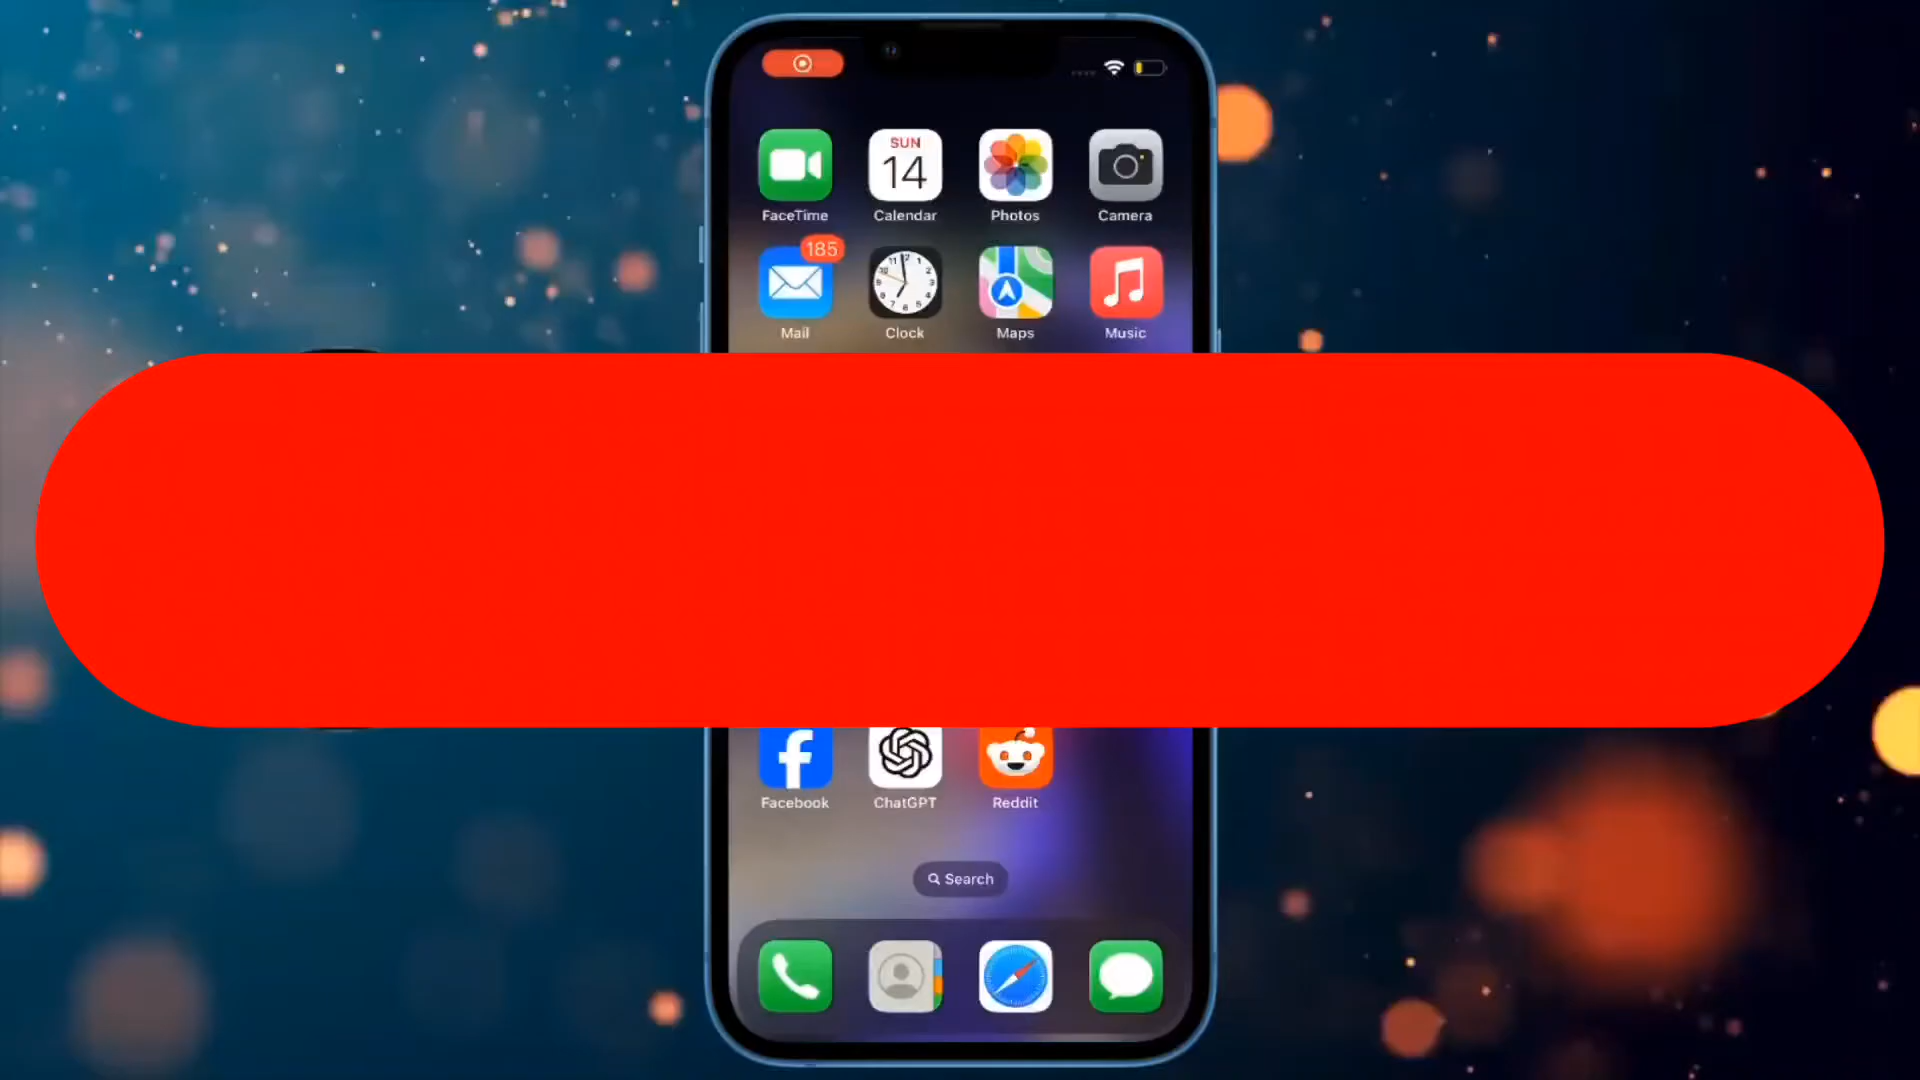 SUN
14
FaceTime Calendar Photos Camera
185
Mail Clock Maps Music
Facebook ChatGPT Reddit
Search